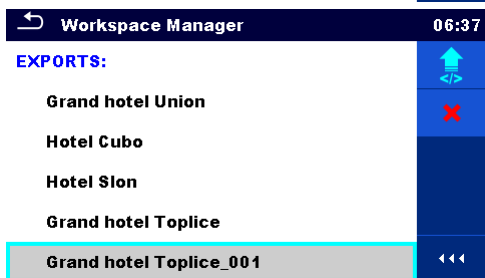 Workspace Manager 06:37
EXPORTS:
</>
Grand hotel Union
Hotel Cubo
Hotel Slon
Grand hotel Toplice
Grand hotel Toplice_001